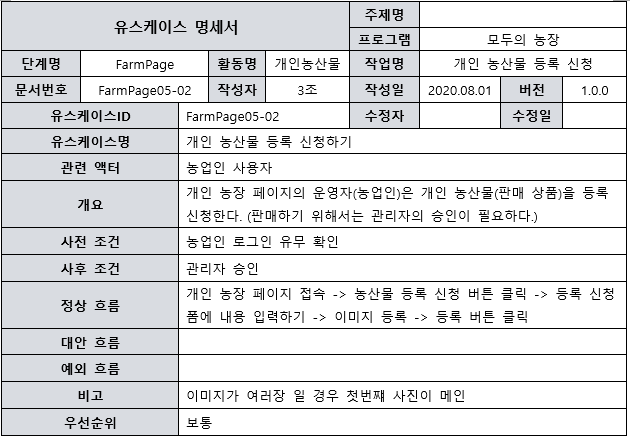 유스케이스 명세서
주제명
프로그램 모두의 농장
단계명 FarmPage 활동명 개인농산물 작업명 개인 농산물 등록 신청
문서번호 FarmPage05-02 작성자 3조 작성일 2020.08.01 버전 1.0.0
유스케이스ID FarmPage05-02 수정자 수정일
유스케이스명 개인 농산물 등록 신청하기
관련 액터 농업인 사용자
개요 개인 농장 페이지의 운영자(농업인)은 개인 농산물(판매 상품)을 등록
신청한다. (판매하기 위해서는 관리자의 승인이 필요하다.)
사전 조건 농업인 로그인 유무 확인
사후 조건 관리자 승인
정상 흐름 개인 농장 페이지 접속 -> 농산물 등록 신청 버튼 클릭 -> 등록 신청
폼에 내용 입력하기 -> 이미지 등록 -> 등록 버튼 클릭
대안 흐름
예외 흐름
비고 이미지가 여러장 일 경우 첫번쨰 사진이 메인
우선순위 보통